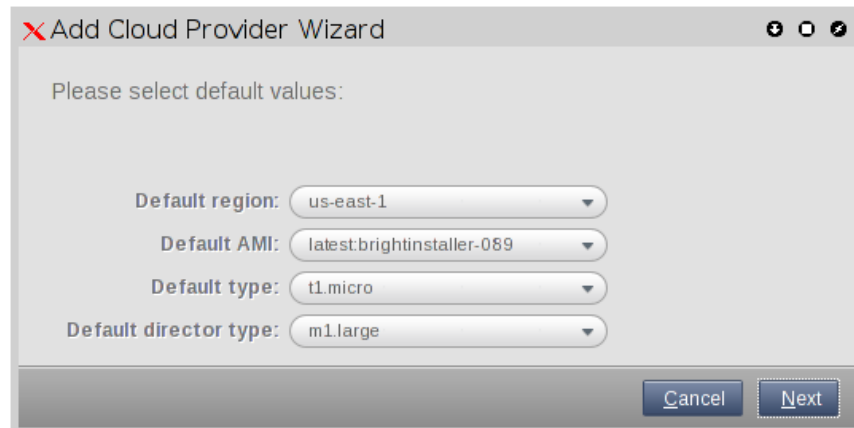 Add Cloud Provider Wizard
Please select default values:
Default region: us-east-1
Default AMI: latest:brightinstaller-089
Default type: t1.micro
Default director type: m1.large
Cancel Next